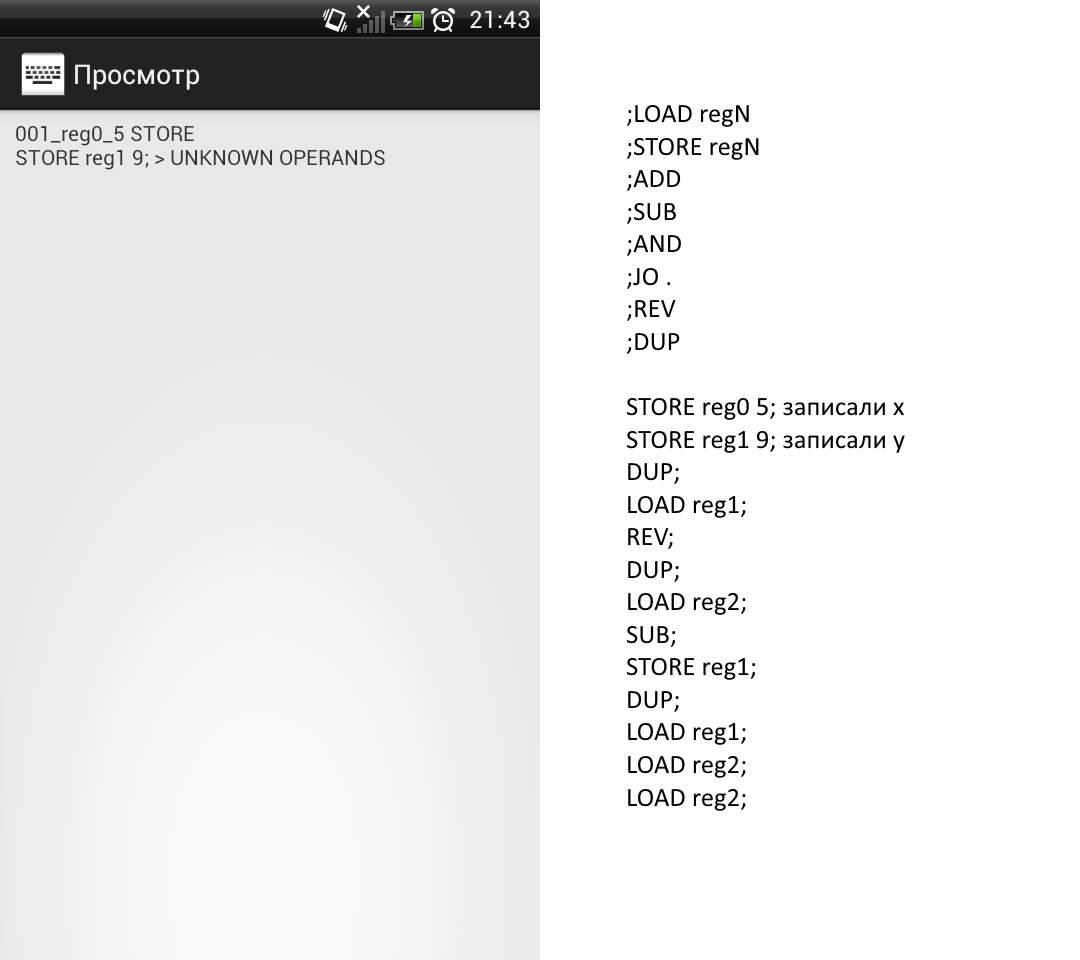 21:43
Просмотр
001_reg0_5 STORE
STORE reg1 9; > UNKNOWN OPERANDS
;LOAD regN
;STORE regN
;ADD
;SUB
;AND
;JO .
;REV
;DUP
STORE reg0 5; записали x
STORE reg1 9; записали y
DUP;
LOAD reg1;
REV;
DUP;
LOAD reg2;
SUB;
STORE reg1;
DUP;
LOAD reg1;
LOAD reg2;
LOAD reg2;